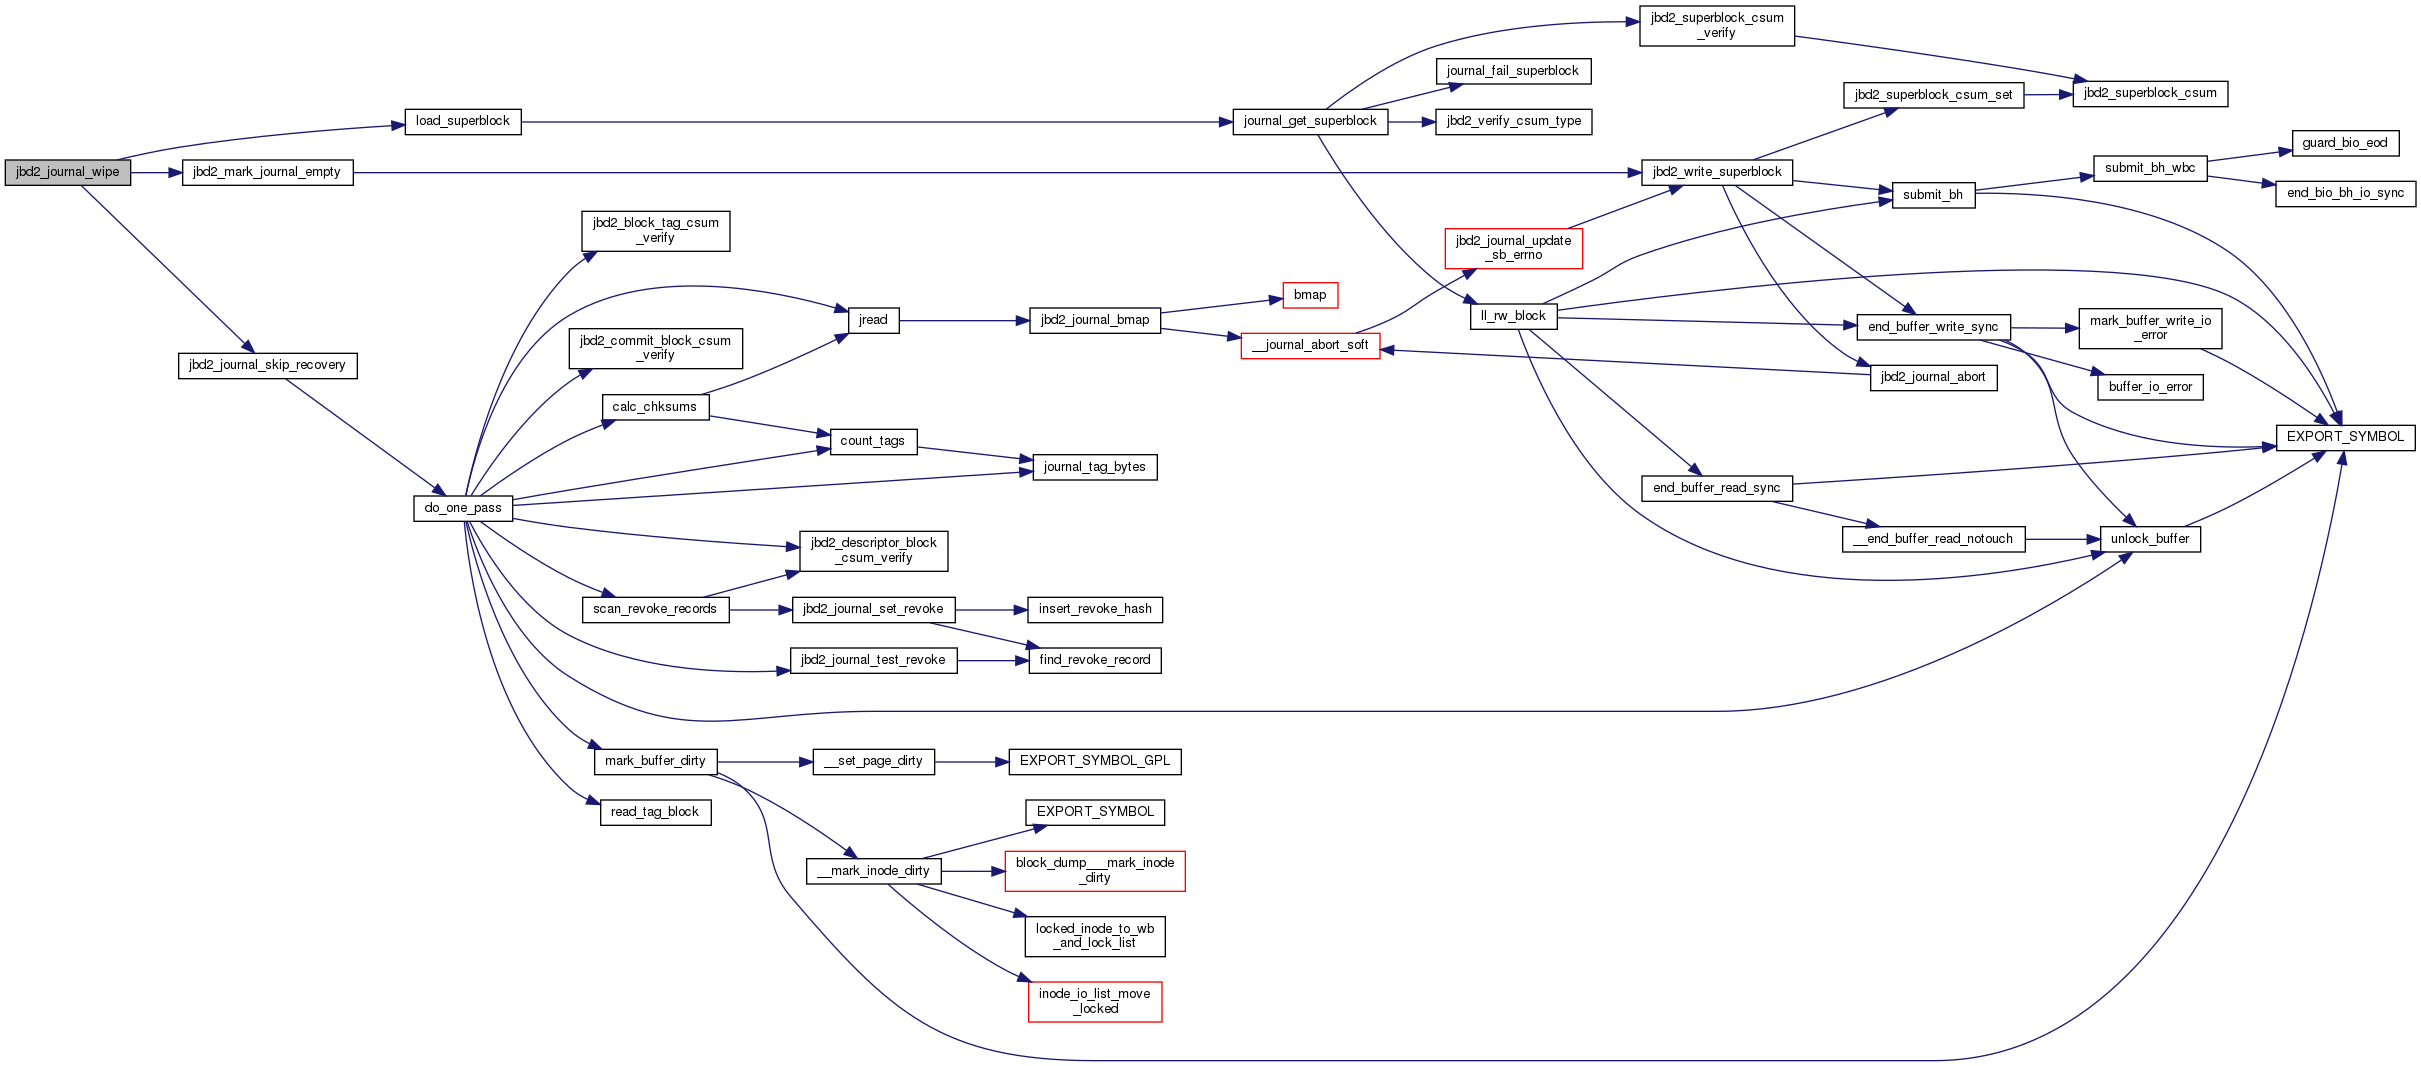 jbd2_superblock_csum
_verify
journal_fail_superblock
jbd2_superblock_csum_set
jbd2_superblock_csum
load_superblock
journal_get_superblock
jbd2_verify_csum_type
guard_bio_eod
jbd2_journal_wipe
jbd2_mark_journal_empty
jbd2_write_superblock
submit_bh_wbc
submit_bh
end_bio_bh_io_sync
jbd2_block_tag_csum
_verify
jbd2_journal_update
_sb_errno
bmap
jread
jbd2_journal_bmap
ll_rw_block
end_buffer_write_sync
mark_buffer_write_io
_error
jbd2_commit_block_csum
_verify
__journal_abort_soft
jbd2_journal_skip_recovery
jbd2_journal_abort
buffer_io_error
calc_chksums
count_tags
EXPORT_SYMBOL
journal_tag_bytes
end_buffer_read_sync
do_one_pass
jbd2_descriptor_block
_csum_verify
__end_buffer_read_notouch
unlock_buffer
scan_revoke_records
jbd2_journal_set_revoke
insert_revoke_hash
jbd2_journal_test_revoke
find_revoke_record
mark_buffer_dirty
__set_page_dirty
EXPORT_SYMBOL_GPL
read_tag_block
EXPORT_SYMBOL
__mark_inode_dirty
block_dump___mark_inode
_dirty
locked_inode_to_wb
_and_lock_list
inode_io_list_move
_locked